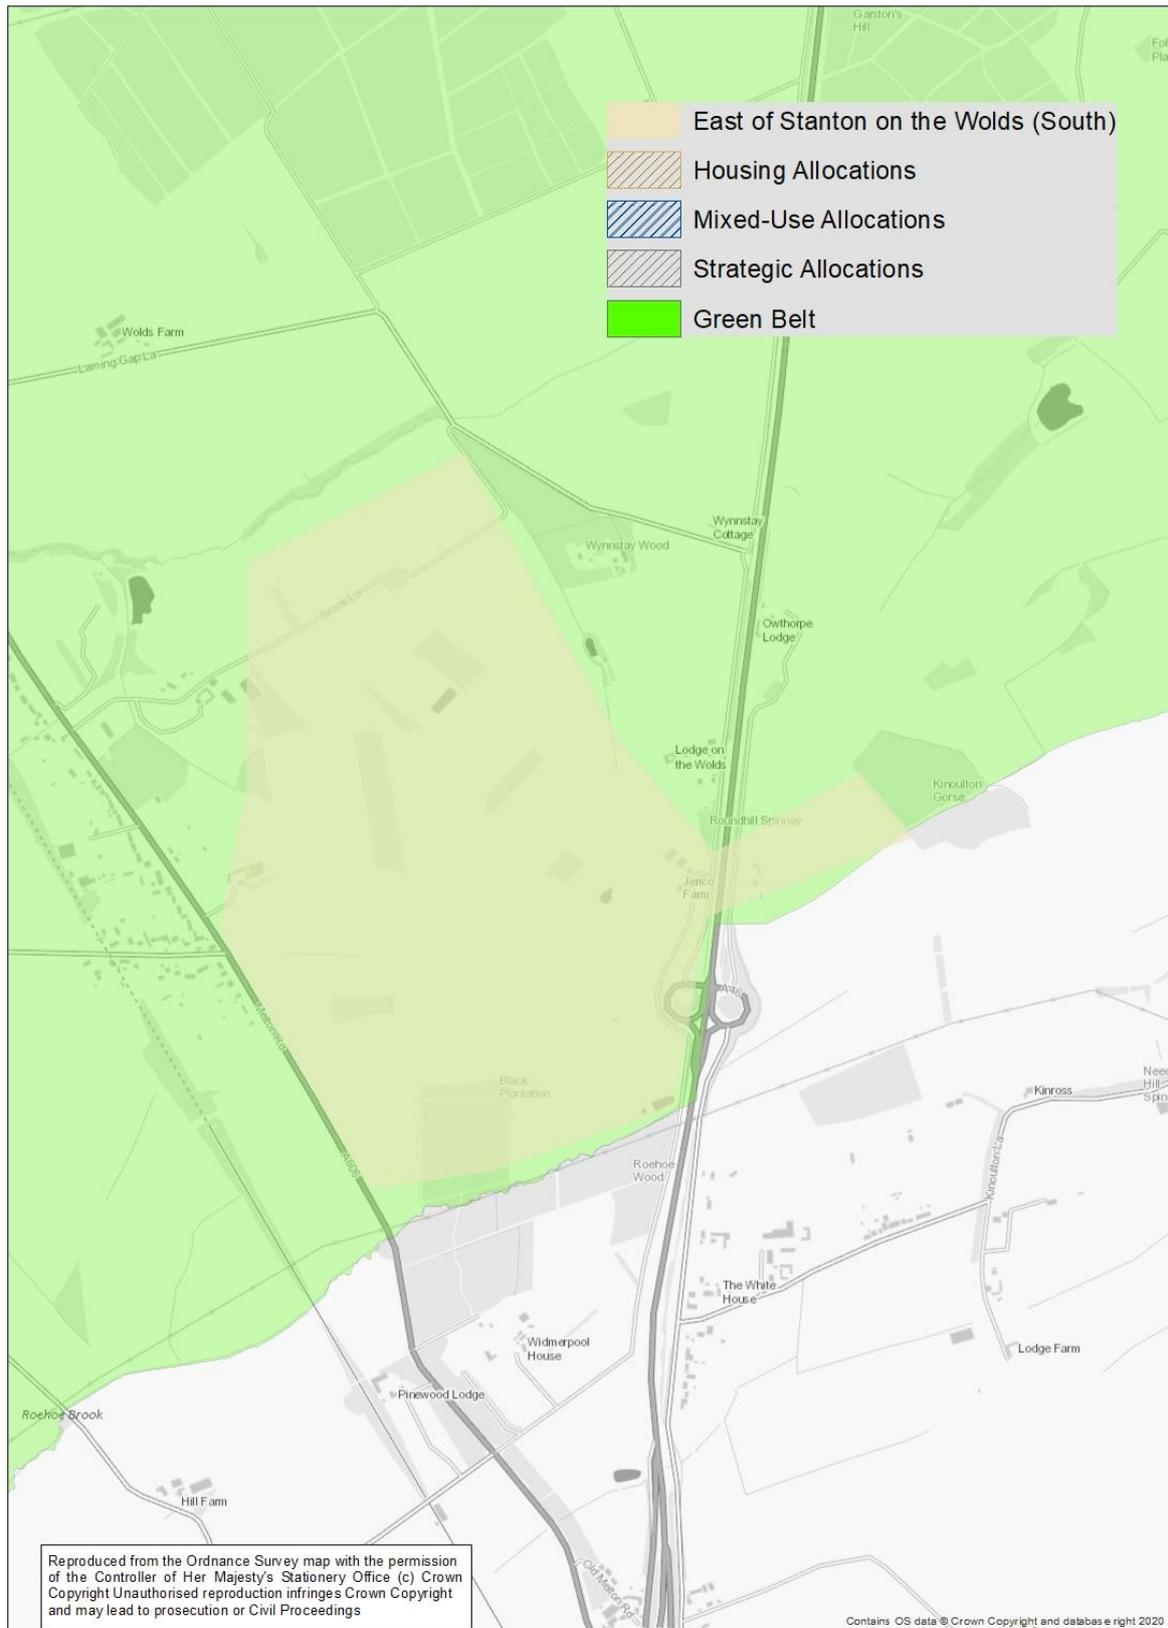 Garston's
Hill
East of Stanton on the Wolds (South)
Housing Allocations
Mixed-Use Allocations
Strategic Allocations
Green Belt
Wolds Farm
Laming Gap La
Wynnstay
Cottage
Wynnstay Wood
Brook La
Owthorpe
Lodge
Lodge on
the Wolds
Kinoulton
Gorse
Roundhill Spinney
Jerico
Farm
A46
Melton Rd
Black
Plantation
Kinross
Hill
Kinoulton La
A606
Roehoe
Wood
The White
House
Widmerpool
House
Lodge Farm
Pinewood Lodge
Roehoe Brook
Hill Farm
Old Melton Rd
Reproduced from the Ordnance Survey map with the permission
of the Controller of Her Majesty's Stationery Office (c) Crown
Copyright Unauthorised reproduction infringes Crown Copyright
and may lead to prosecution or Civil Proceedings
Contains OS data © Crown Copyright and database right 2020